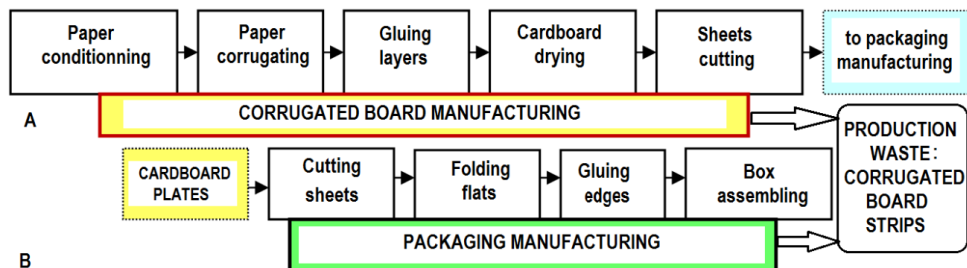 Paper
conditionning
Paper
corrugating
Gluing
layers
Cardboard
drying
Sheets
cutting
to packaging
manufacturing
A
CORRUGATED BOARD MANUFACTURING
PRODUCTION
WASTE:
CORRUGATED
BOARD
STRIPS
CARDBOARD
PLATES
Cutting
sheets
Folding
flats
Gluing
edges
Box
assembling
B
PACKAGING MANUFACTURING